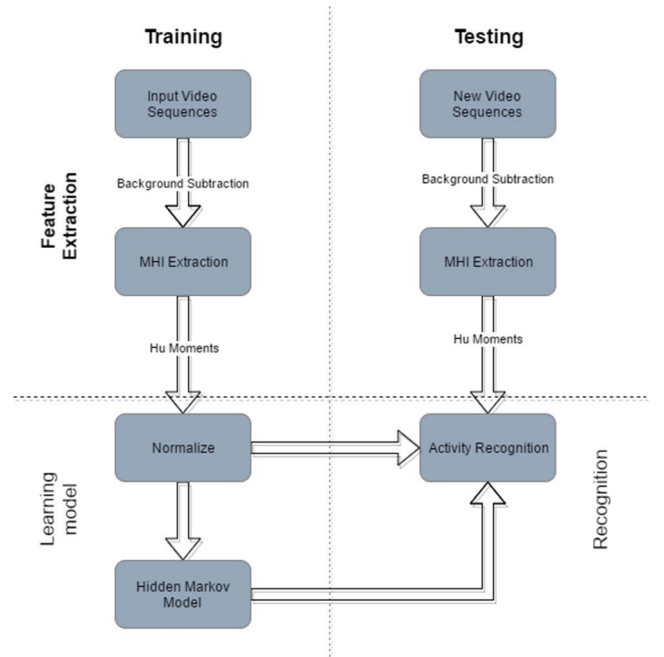 Training
Testing
Input Video
Sequences
New Video
Sequences
Background Subtraction
Background Subtraction
Feature
Extraction
MHI Extraction
MHI Extraction
Hu Moments
Hu Moments
Normalize
Activity Recognition
Learning
model
Recognition
Hidden Markov
Model